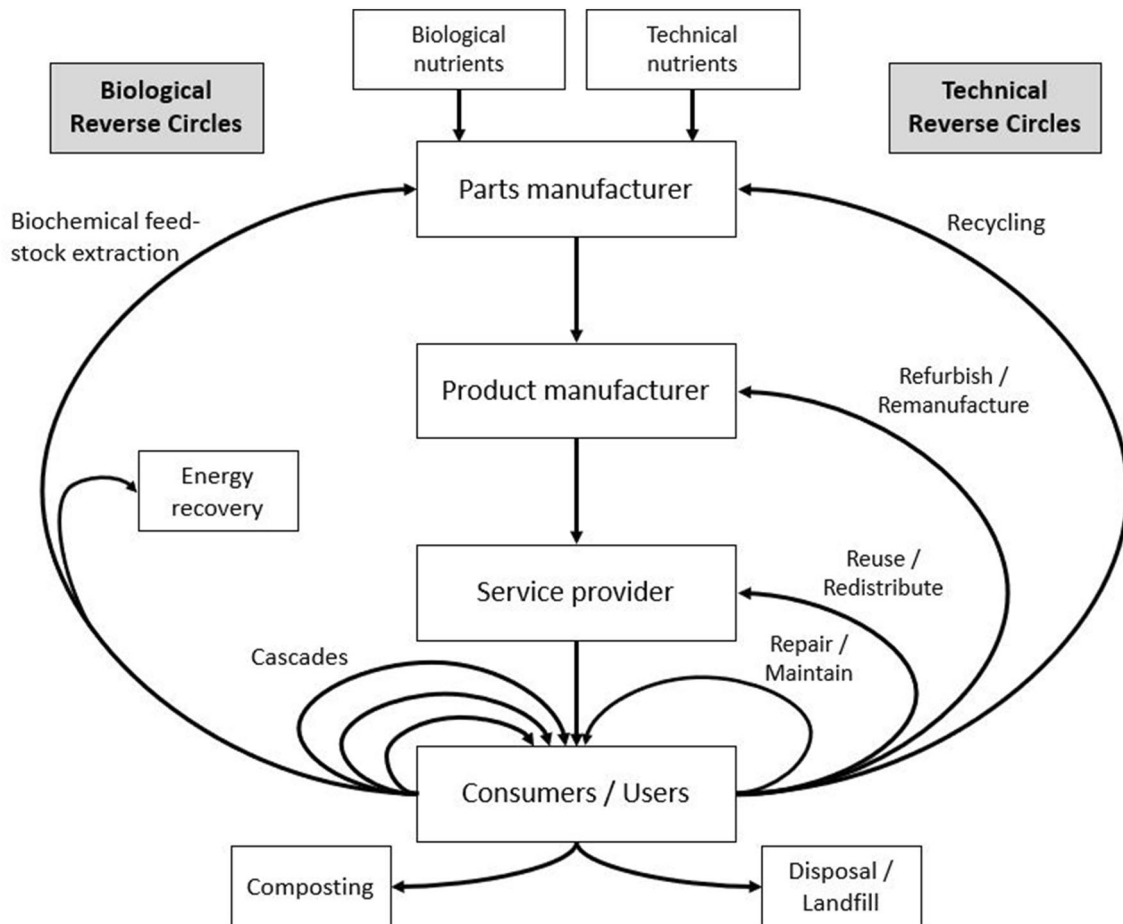 Biological
nutrients
Technical
nutrients
Biological
Reverse Circles
Technical
Reverse Circles
Parts manufacturer
Biochemical feed-
stock extraction
Recycling
Product manufacturer
Refurbish /
Remanufacture
Energy
recovery
Service provider
Reuse /
Redistribute
Cascades
Repair /
Maintain
Consumers / Users
Composting
Disposal /
Landfill